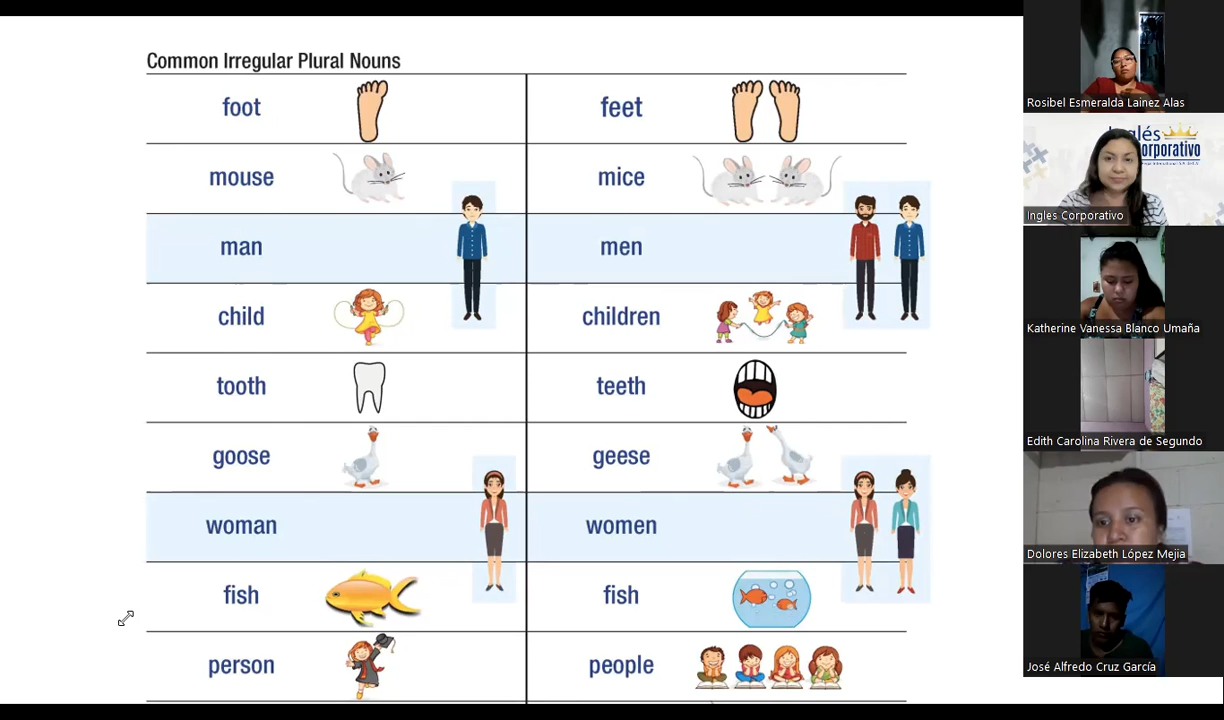 Common Irregular Plural Nouns
foot feet
mouse mice
man men
child children
tooth teeth
goose geese
woman women
fish fish
person people
Rosibel Esmeralda Lainez Alas
Inglés
Corporativo
Ingles Corporativo
Katherine Vanessa Blanco Umaña
Edith Carolina Rivera de Segundo
Dolores Elizabeth López Mejia
José Alfredo Cruz García